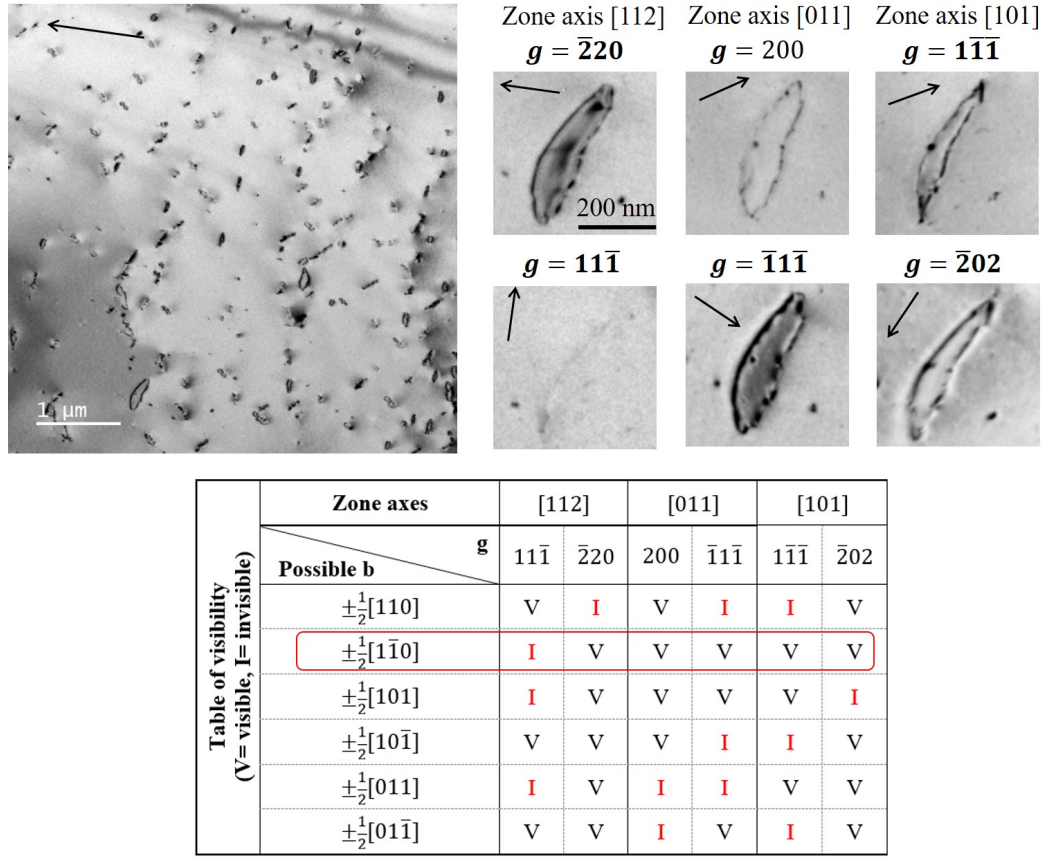 Zone axis [112] Zone axis [011] Zone axis [101]
g = 2̅20 g = 200 g = 11̅1̅
200 nm
g = 111̅ g = 1̅11̅ g = 2̅02
1 µm
Table of visibility
(V= visible, I= invisible)
Zone axes [112] [011] [101]
g
Possible b
111̅ 2̅20 200 1̅11̅ 11̅1̅ 2̅02
±½[110] V I V I I V
±½[11̅0] I V V V V V
±½[101] I V V V V I
±½[101̅] V V V I I V
±½[011] I V I I V V
±½[011̅] V V I V I V